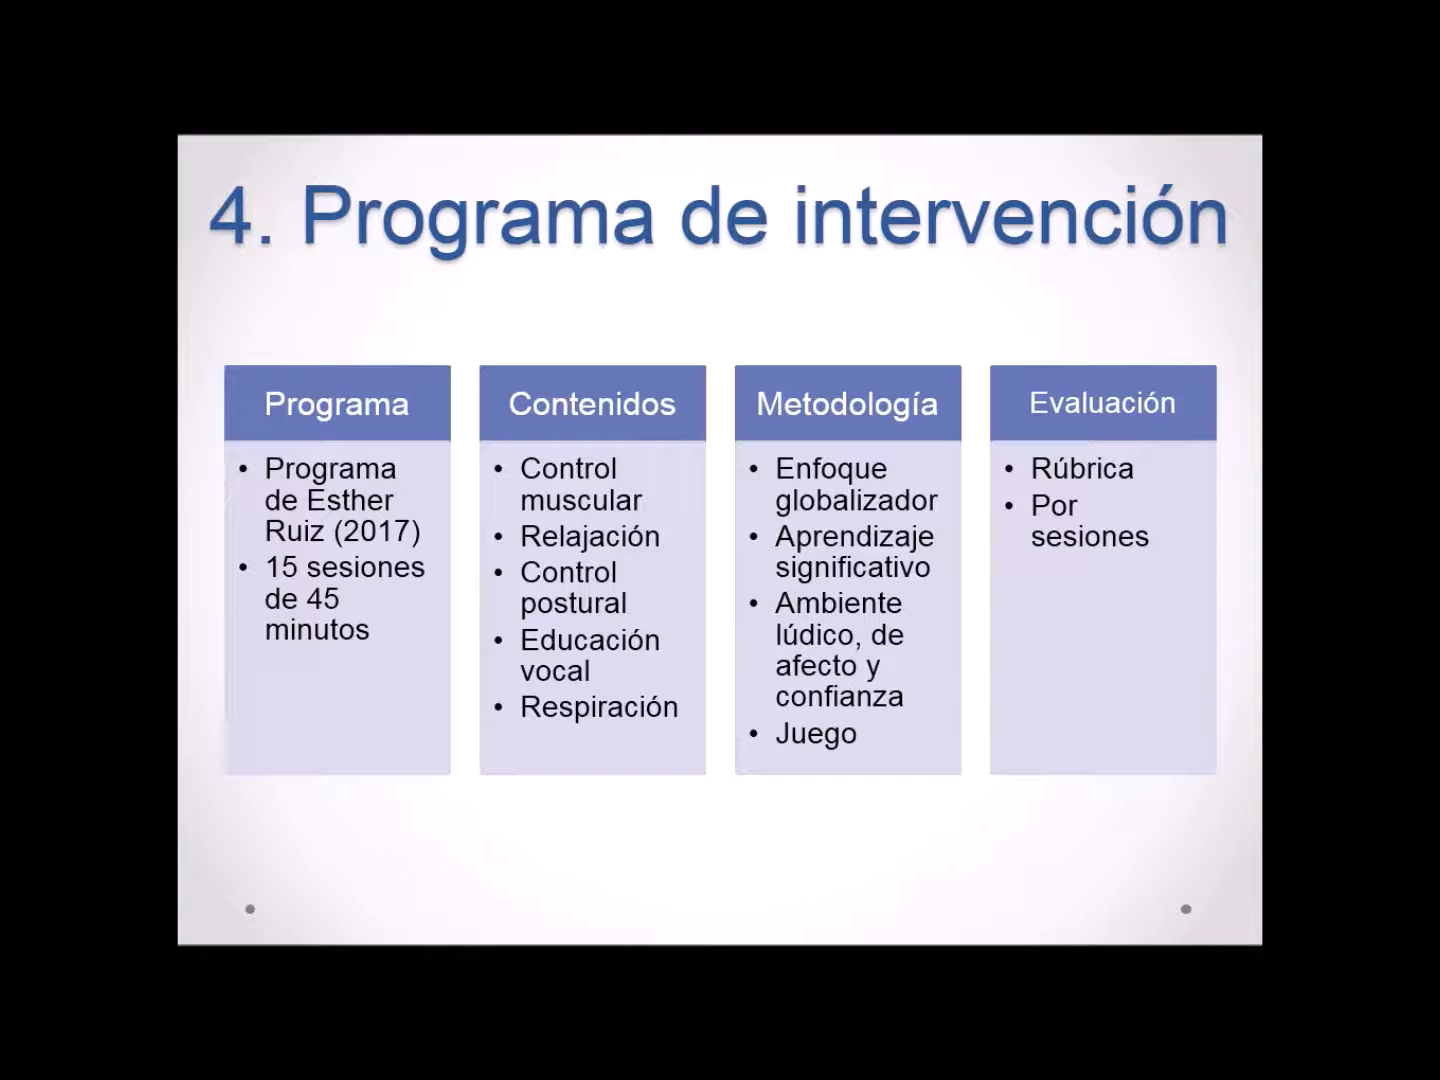 4. Programa de intervención
Programa
• Programa
de Esther
Ruiz (2017)
• 15 sesiones
de 45
minutos
Contenidos
• Control
muscular
• Relajación
• Control
postural
• Educación
vocal
• Respiración
Metodología
• Enfoque
globalizador
• Aprendizaje
significativo
• Ambiente
lúdico, de
afecto y
confianza
• Juego
Evaluación
• Rúbrica
• Por
sesiones